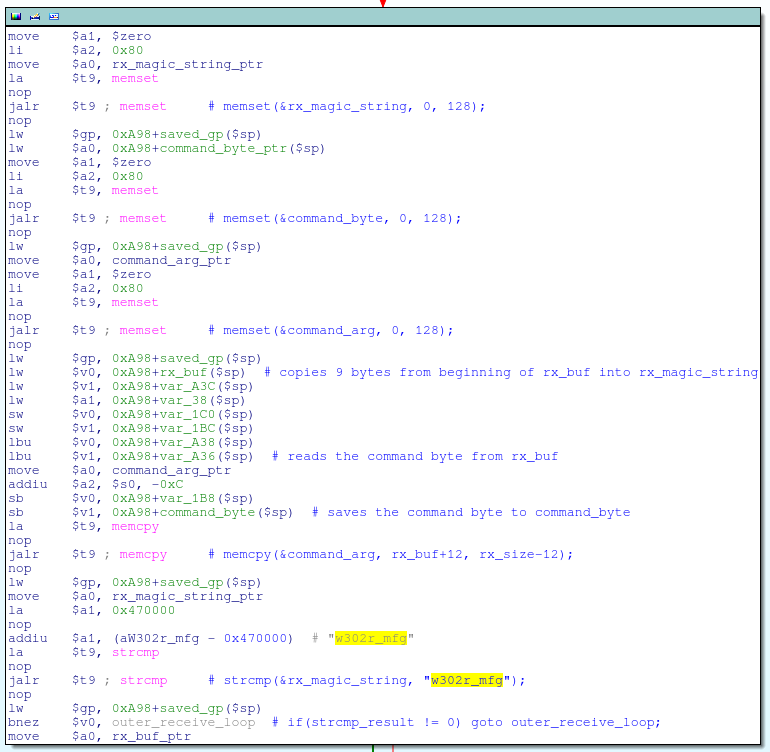 move $a1, $zero
li $a2, 0x80
move $a0, rx_magic_string_ptr
la $t9, memset
nop
jalr $t9 ; memset # memset(&rx_magic_string, 0, 128);
nop
lw $gp, 0xA98+saved_gp($sp)
lw $a0, 0xA98+command_byte_ptr($sp)
move $a1, $zero
li $a2, 0x80
la $t9, memset
nop
jalr $t9 ; memset # memset(&command_byte, 0, 128);
nop
lw $gp, 0xA98+saved_gp($sp)
move $a0, command_arg_ptr
move $a1, $zero
li $a2, 0x80
la $t9, memset
nop
jalr $t9 ; memset # memset(&command_arg, 0, 128);
nop
lw $gp, 0xA98+saved_gp($sp)
lw $v0, 0xA98+rx_buf($sp) # copies 9 bytes from beginning of rx_buf into rx_magic_string
lw $v1, 0xA98+var_A3C($sp)
lw $a1, 0xA98+var_38($sp)
sw $v0, 0xA98+var_1C0($sp)
sw $v1, 0xA98+var_1BC($sp)
lbu $v0, 0xA98+var_A38($sp)
lbu $v1, 0xA98+var_A36($sp) # reads the command byte from rx_buf
move $a0, command_arg_ptr
addiu $a2, $s0, -0xC
sb $v0, 0xA98+var_1B8($sp)
sb $v1, 0xA98+command_byte($sp) # saves the command byte to command_byte
la $t9, memcpy
nop
jalr $t9 ; memcpy # memcpy(&command_arg, rx_buf+12, rx_size-12);
nop
lw $gp, 0xA98+saved_gp($sp)
move $a0, rx_magic_string_ptr
la $a1, 0x470000
nop
addiu $a1, (aW302r_mfg - 0x470000) # "w302r_mfg"
la $t9, strcmp
nop
jalr $t9 ; strcmp # strcmp(&rx_magic_string, "w302r_mfg");
nop
lw $gp, 0xA98+saved_gp($sp)
bnez $v0, outer_receive_loop # if(strcmp_result != 0) goto outer_receive_loop;
move $a0, rx_buf_ptr